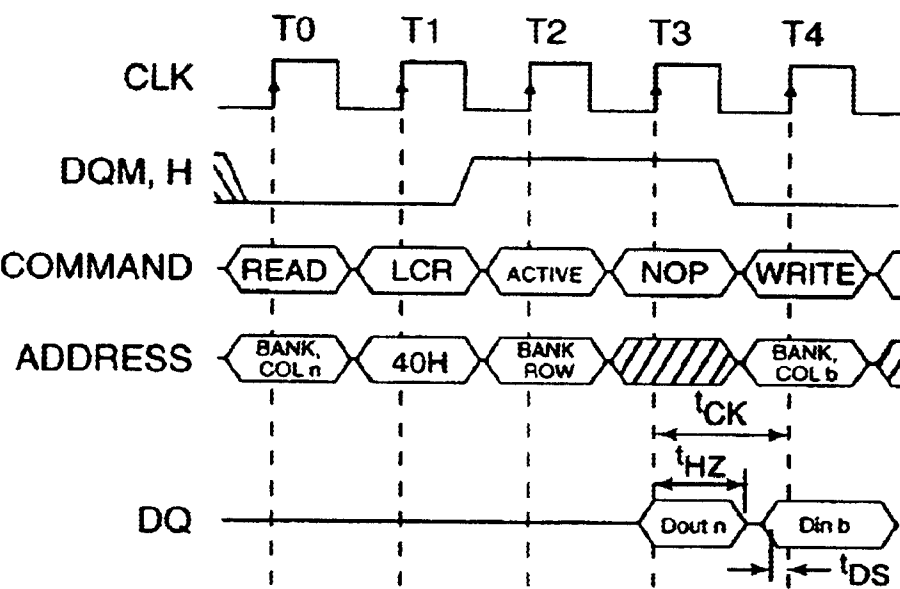 T0 T1 T2 T3 T4
CLK
DQM, H
COMMAND READ LCR ACTIVE NOP WRITE
ADDRESS BANK, COL n 40H BANK ROW BANK, COL b
tCK
tHZ
DQ Dout n Din b
tDS